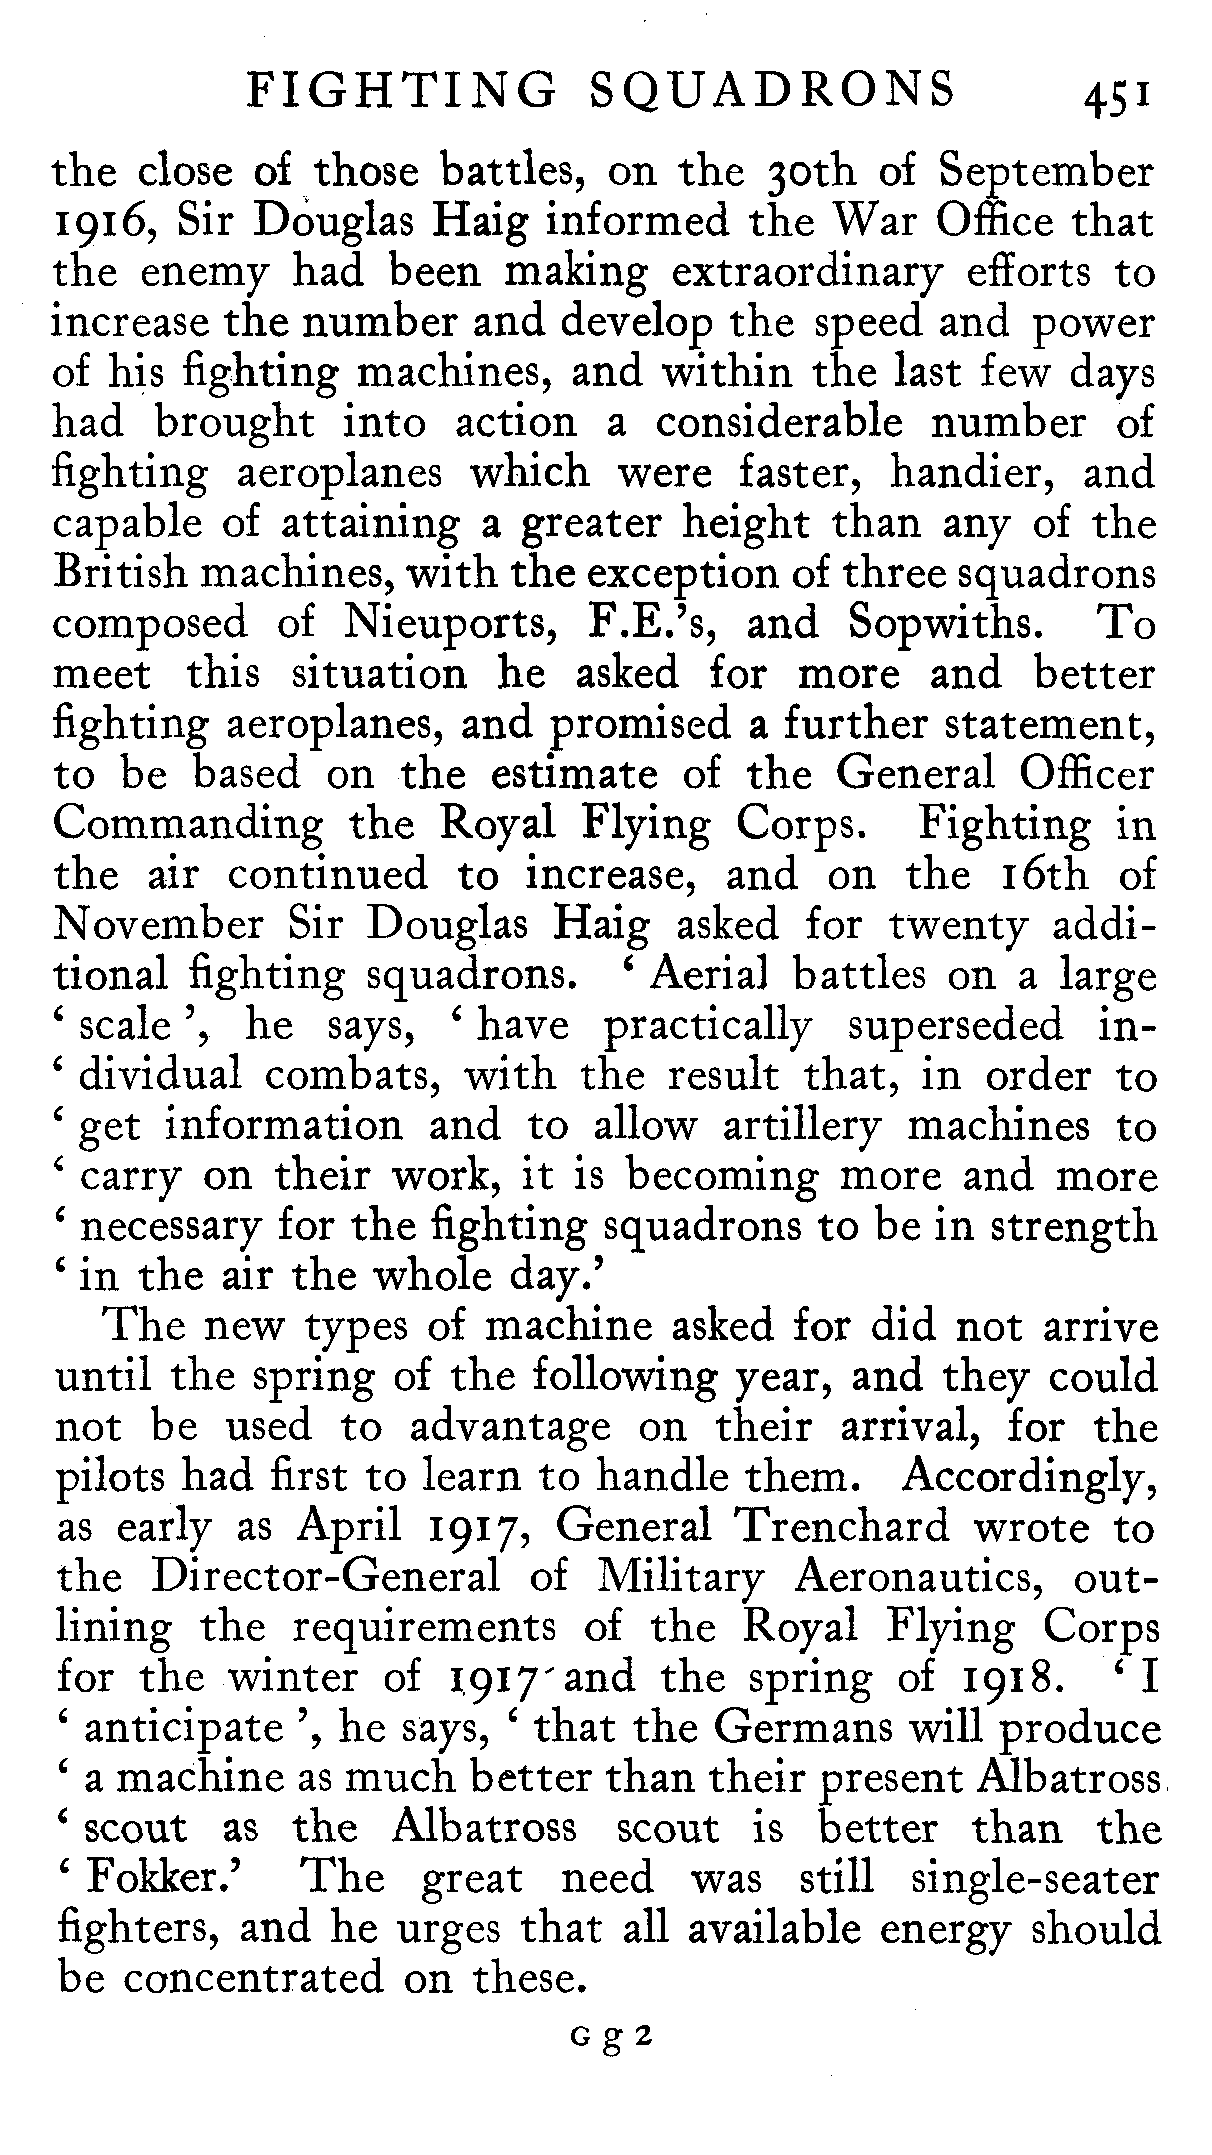 FIGHTING SQUADRONS 451
the close of those battles, on the 30th of September
1916, Sir Douglas Haig informed the War Office that
the enemy had been making extraordinary efforts to
increase the number and develop the speed and power
of his fighting machines, and within the last few days
had brought into action a considerable number of
fighting aeroplanes which were faster, handier, and
capable of attaining a greater height than any of the
British machines, with the exception of three squadrons
composed of Nieuports, F.E.'s, and Sopwiths. To
meet this situation he asked for more and better
fighting aeroplanes, and promised a further statement,
to be based on the estimate of the General Officer
Commanding the Royal Flying Corps. Fighting in
the air continued to increase, and on the 16th of
November Sir Douglas Haig asked for twenty addi-
tional fighting squadrons. ‘ Aerial battles on a large
‘ scale ’, he says, ‘ have practically superseded in-
‘ dividual combats, with the result that, in order to
‘ get information and to allow artillery machines to
‘ carry on their work, it is becoming more and more
‘ necessary for the fighting squadrons to be in strength
‘ in the air the whole day.’
The new types of machine asked for did not arrive
until the spring of the following year, and they could
not be used to advantage on their arrival, for the
pilots had first to learn to handle them. Accordingly,
as early as April 1917, General Trenchard wrote to
the Director-General of Military Aeronautics, out-
lining the requirements of the Royal Flying Corps
for the winter of 1917 and the spring of 1918. ‘ I
‘ anticipate ’, he says, ‘ that the Germans will produce
‘ a machine as much better than their present Albatross
‘ scout as the Albatross scout is better than the
‘ Fokker.’ The great need was still single-seater
fighters, and he urges that all available energy should
be concentrated on these.
G g 2